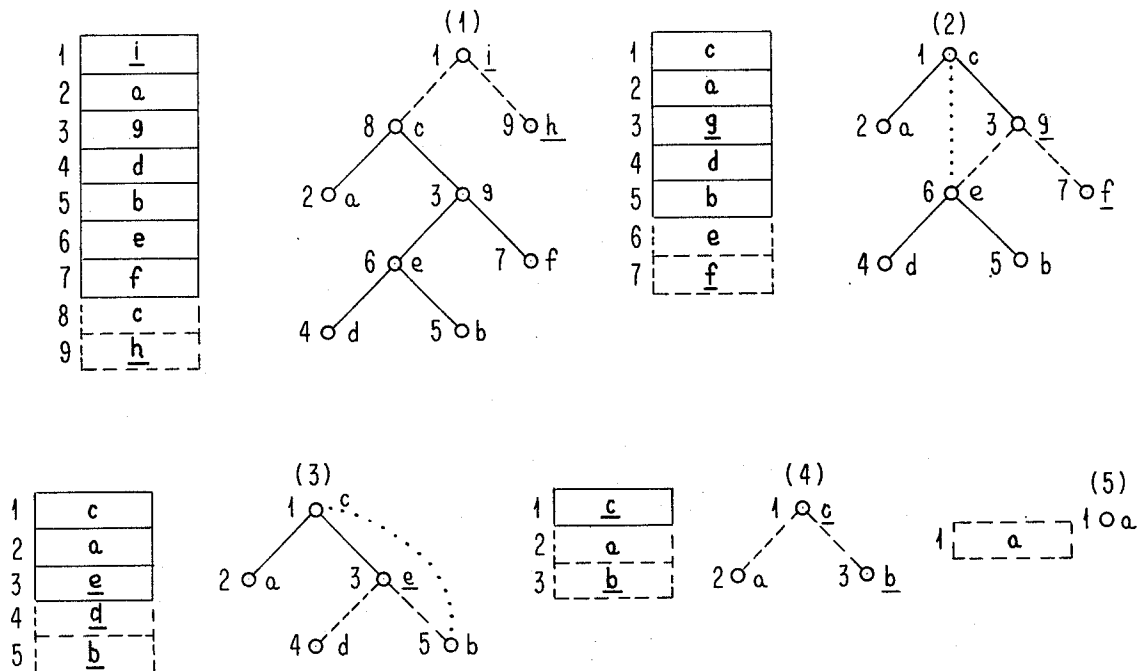 1 i
2 a
3 g
4 d
5 b
6 e
7 f
8 c
9 h
(1)
1 i
8 c 9 h
2 a 3 g
6 e 7 f
4 d 5 b
1 c
2 a
3 g
4 d
5 b
6 e
7 f
(2)
1 c
2 a 3 g
6 e 7 f
4 d 5 b
1 c
2 a
3 e
4 d
5 b
(3)
1 c
2 a 3 e
4 d 5 b
1 c
2 a
3 b
(4)
1 c
2 a 3 b
1 a
(5)
1 a